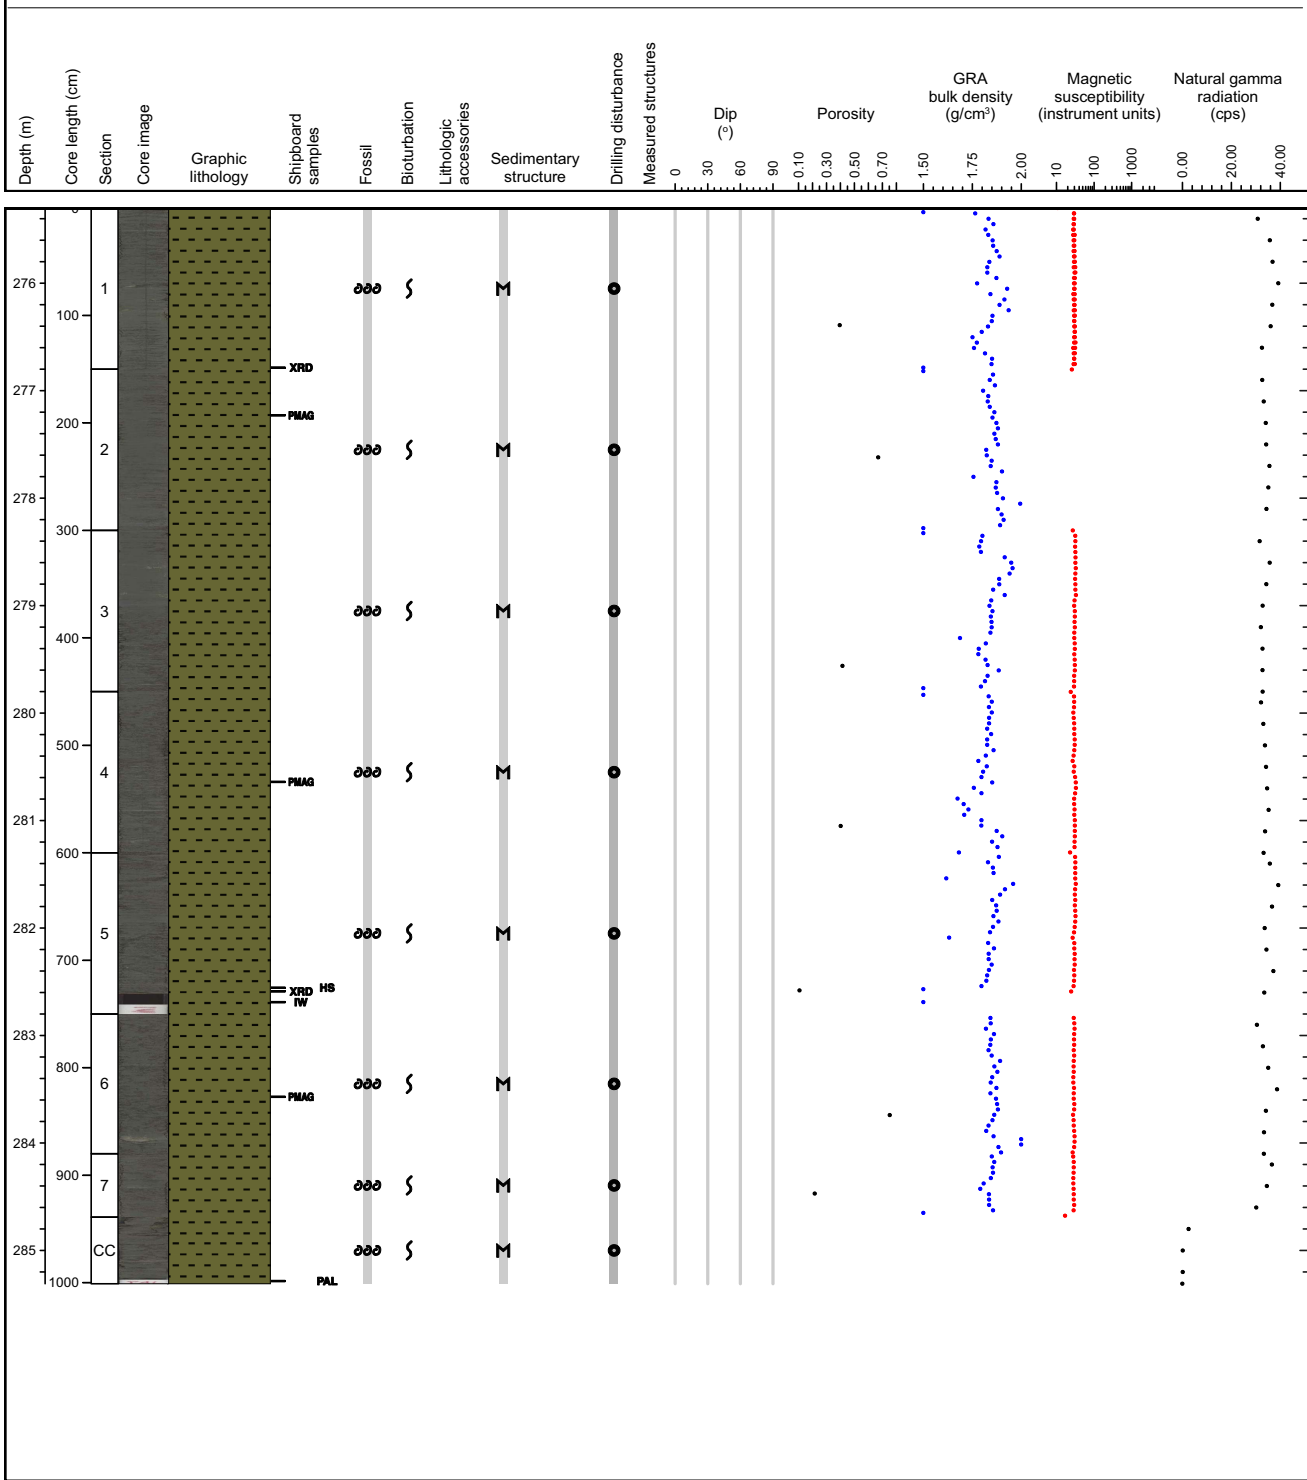 Depth (m)
Core length (cm)
Section
Core image
Graphic
lithology
Shipboard
samples
Fossil
Bioturbation
Lithologic
accessories
Sedimentary
structure
Drilling disturbance
Measured structures
Dip
(°)
0 30 60 90
Porosity
0.10 0.30 0.50 0.70
GRA
bulk density
(g/cm³)
1.50 1.75 2.00
Magnetic
susceptibility
(instrument units)
10 100 1000
Natural gamma
radiation
(cps)
0.00 20.00 40.00
0
276
1
M
100
XRD
277
PMAG
200
2
M
278
300
279
3
M
400
280
500
4
M
PMAG
281
600
282
5
M
700
HS
XRD
IW
283
800
6
M
PMAG
284
900
7
M
285
CC
M
1000
PAL